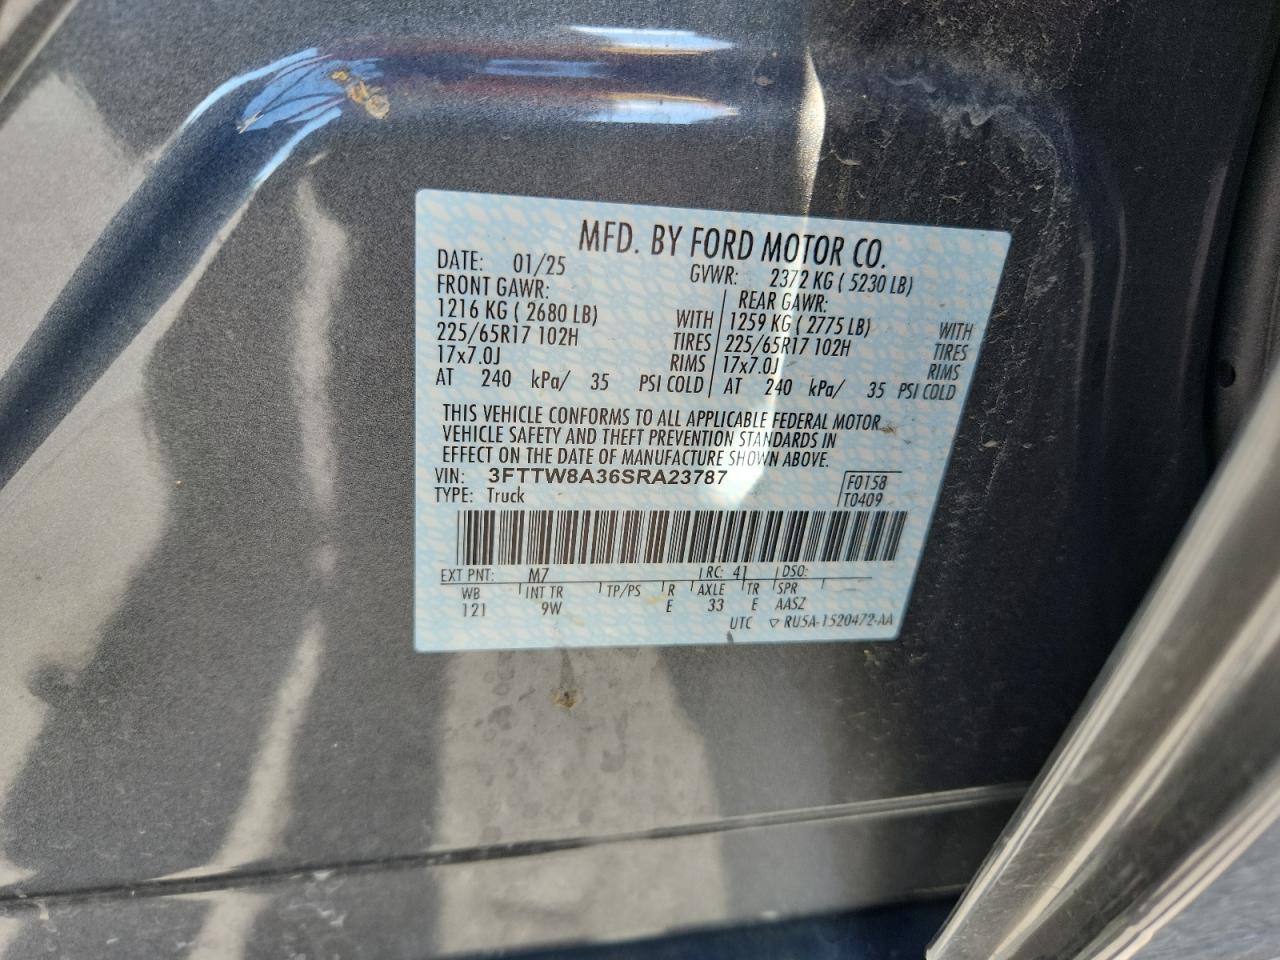 MFD. BY FORD MOTOR CO.
DATE: 01/25 GVWR: 2372 KG ( 5230 LB)
FRONT GAWR: REAR GAWR:
1216 KG ( 2680 LB) WITH 1259 KG ( 2775 LB) WITH
225/65R17 102H TIRES 225/65R17 102H TIRES
17x7.0J RIMS 17x7.0J RIMS
AT 240 kPa/ 35 PSI COLD AT 240 kPa/ 35 PSI COLD
THIS VEHICLE CONFORMS TO ALL APPLICABLE FEDERAL MOTOR
VEHICLE SAFETY AND THEFT PREVENTION STANDARDS IN
EFFECT ON THE DATE OF MANUFACTURE SHOWN ABOVE.
VIN: 3FTTW8A36SRA23787 F0158
TYPE: Truck T0409
EXT PNT: M7 RC: 41 DSO:
WB INT TR TP/PS R AXLE TR SPR
121 9W E 33 E AASZ
UTC ▽ RU5A-1520472-AA